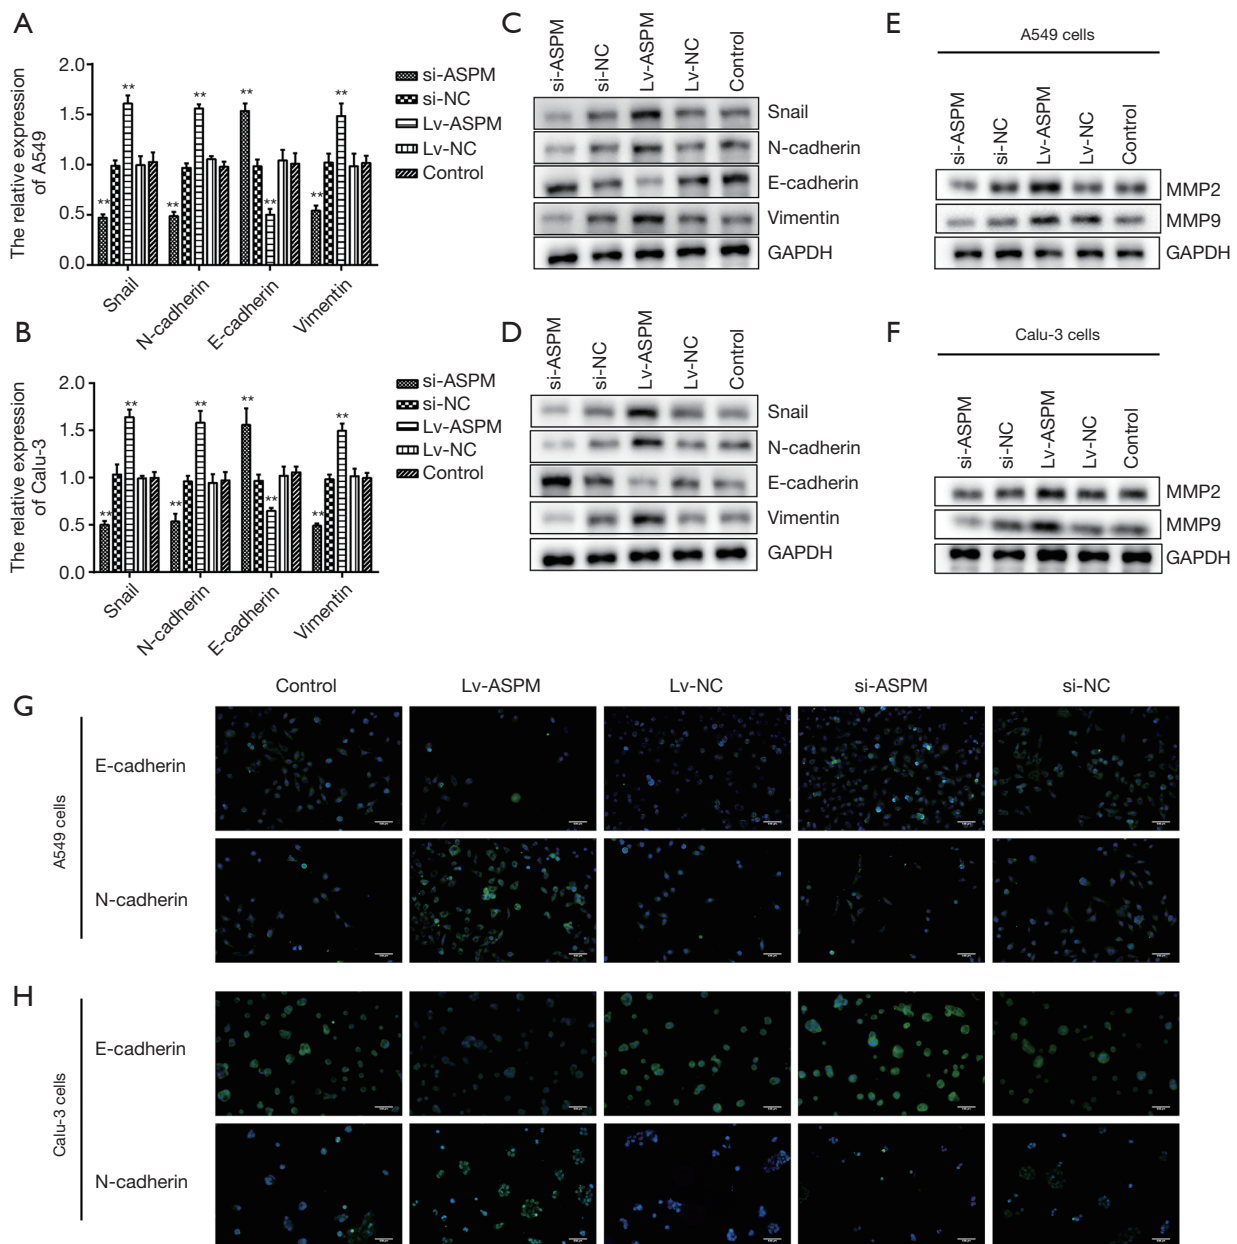 A
The relative expression
of A549
2.0
1.5
1.0
0.5
0.0
** ** ** ** ** ** ** **
Snail
N-cadherin
E-cadherin
Vimentin
si-ASPM
si-NC
Lv-ASPM
Lv-NC
Control
B
The relative expression
of Calu-3
2.0
1.5
1.0
0.5
0.0
** ** ** ** ** ** **
Snail
N-cadherin
E-cadherin
Vimentin
si-ASPM
si-NC
Lv-ASPM
Lv-NC
Control
C
si-ASPM
si-NC
Lv-ASPM
Lv-NC
Control
Snail
N-cadherin
E-cadherin
Vimentin
GAPDH
D
si-ASPM
si-NC
Lv-ASPM
Lv-NC
Control
Snail
N-cadherin
E-cadherin
Vimentin
GAPDH
E
A549 cells
si-ASPM
si-NC
Lv-ASPM
Lv-NC
Control
MMP2
MMP9
GAPDH
F
Calu-3 cells
si-ASPM
si-NC
Lv-ASPM
Lv-NC
Control
MMP2
MMP9
GAPDH
Control Lv-ASPM Lv-NC si-ASPM si-NC
G
A549 cells
E-cadherin
N-cadherin
H
Calu-3 cells
E-cadherin
N-cadherin